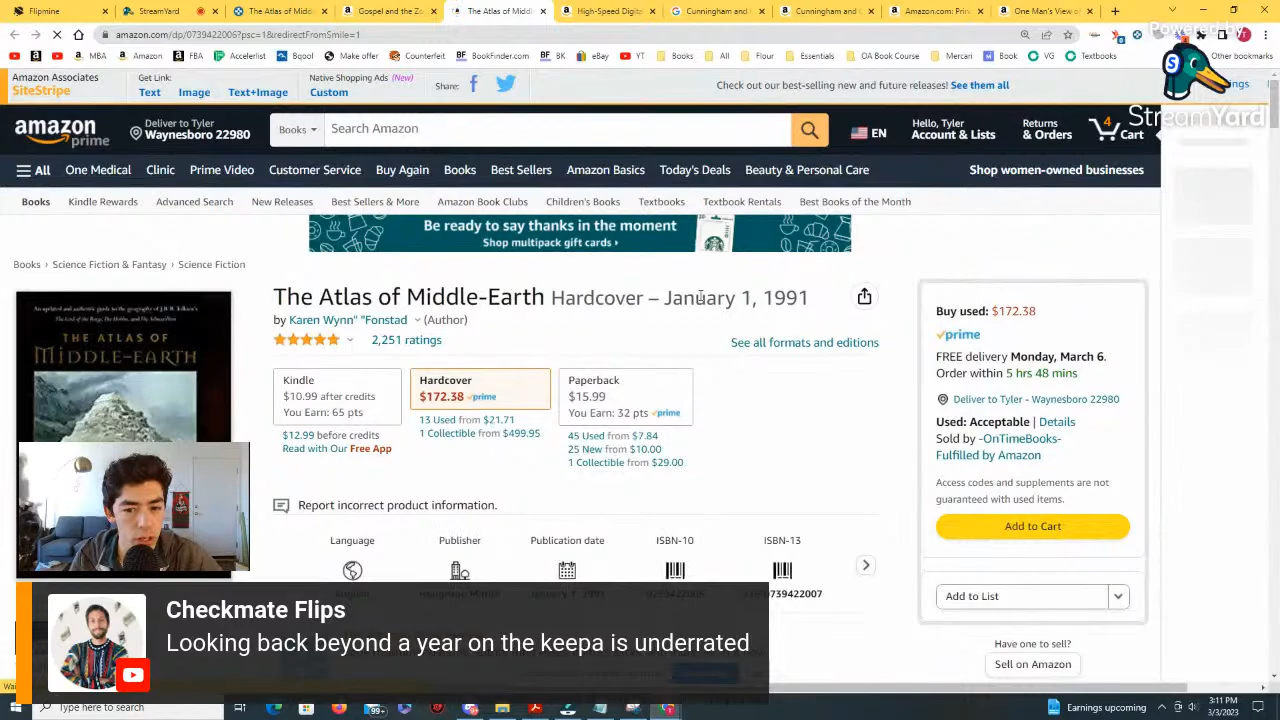 Flipmine
The Atlas of Midd
Atlas of Middle-E
The Atlas of Midd
High-Speed Digit
Cunningham and C
Cunningham and G
Amazon.com: Pro
One Man's View of
Powered by
amazon.com/dp/0739422006?psc=1&redirectFromSmile=1
MBA
Amazon
FBA
Accelerist
Bqool
Make an offer
Counterfeit
BookFinder.com
BF
BK
eBay
YT
Books
All
Flour
Essentials
OA Book Course
Mercari
Book
VG
Textbooks
Other bookmarks
Amazon Associates
SiteStripe
Get Link:
Text
Image
Text+Image
Native Shopping Ads (New)
Custom
Share:
Check out our best-selling new and future releases! See them all
StreamYard
amazon
prime
Deliver to Tyler
Waynesboro 22980
Books
Search Amazon
EN
Hello, Tyler
Account & Lists
Returns
& Orders
4
Cart
All
One Medical
Clinic
Prime Video
Customer Service
Buy Again
Books
Best Sellers
Amazon Basics
Today's Deals
Beauty & Personal Care
Shop women-owned businesses
Books
Kindle Rewards
Advanced Search
New Releases
Best Sellers & More
Amazon Book Clubs
Children's Books
Textbooks
Textbook Rentals
Best Books of the Month
Be ready to say thanks in the moment
Shop multipack gift cards ›
Books › Science Fiction & Fantasy › Science Fiction
THE ATLAS OF
MIDDLE-EARTH
The Atlas of Middle-Earth Hardcover – January 1, 1991
by Karen Wynn" "Fonstad (Author)
2,251 ratings
See all formats and editions
Kindle
$10.99 after credits
You Earn: 65 pts
$12.99 before credits
Read with Our Free App
Hardcover
$172.38 prime
13 Used from $21.71
1 Collectible from $499.95
Paperback
$15.99
You Earn: 32 pts prime
45 Used from $7.84
25 New from $10.00
1 Collectible from $29.00
Report incorrect product information.
Language
Publisher
Publication date
ISBN-10
ISBN-13
Buy used: $172.38
prime
FREE delivery Monday, March 6.
Order within 5 hrs 48 mins
Deliver to Tyler - Waynesboro 22980
Used: Acceptable | Details
Sold by -OnTimeBooks-
Fulfilled by Amazon
Access codes and supplements are not
guaranteed with used items.
Add to Cart
Add to List
Have one to sell?
Sell on Amazon
Checkmate Flips
Looking back beyond a year on the keepa is underrated
Type here to search
99+
Earnings upcoming
3:11 PM
3/3/2023